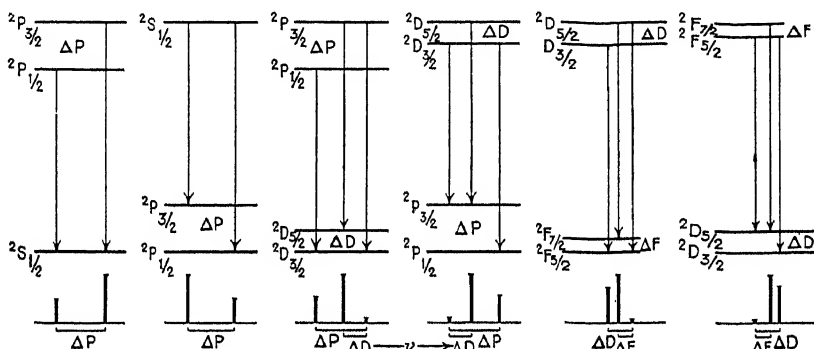 ²P₃/₂ ΔP ²P₁/₂ ²S₁/₂ ΔP
²S₁/₂ ²P₃/₂ ΔP ²P₁/₂ ΔP
²P₃/₂ ΔP ²P₁/₂ ²D₅/₂ ΔD ²D₃/₂ ΔP ΔD
ν
²D₅/₂ ΔD ²D₃/₂ ²P₃/₂ ΔP ²P₁/₂ ΔD ΔP
²D₅/₂ ΔD D₃/₂ ²F₇/₂ ΔF ²F₅/₂ ΔD ΔF
²F₇/₂ ΔF ²F₅/₂ ²D₅/₂ ΔD ²D₃/₂ ΔF ΔD